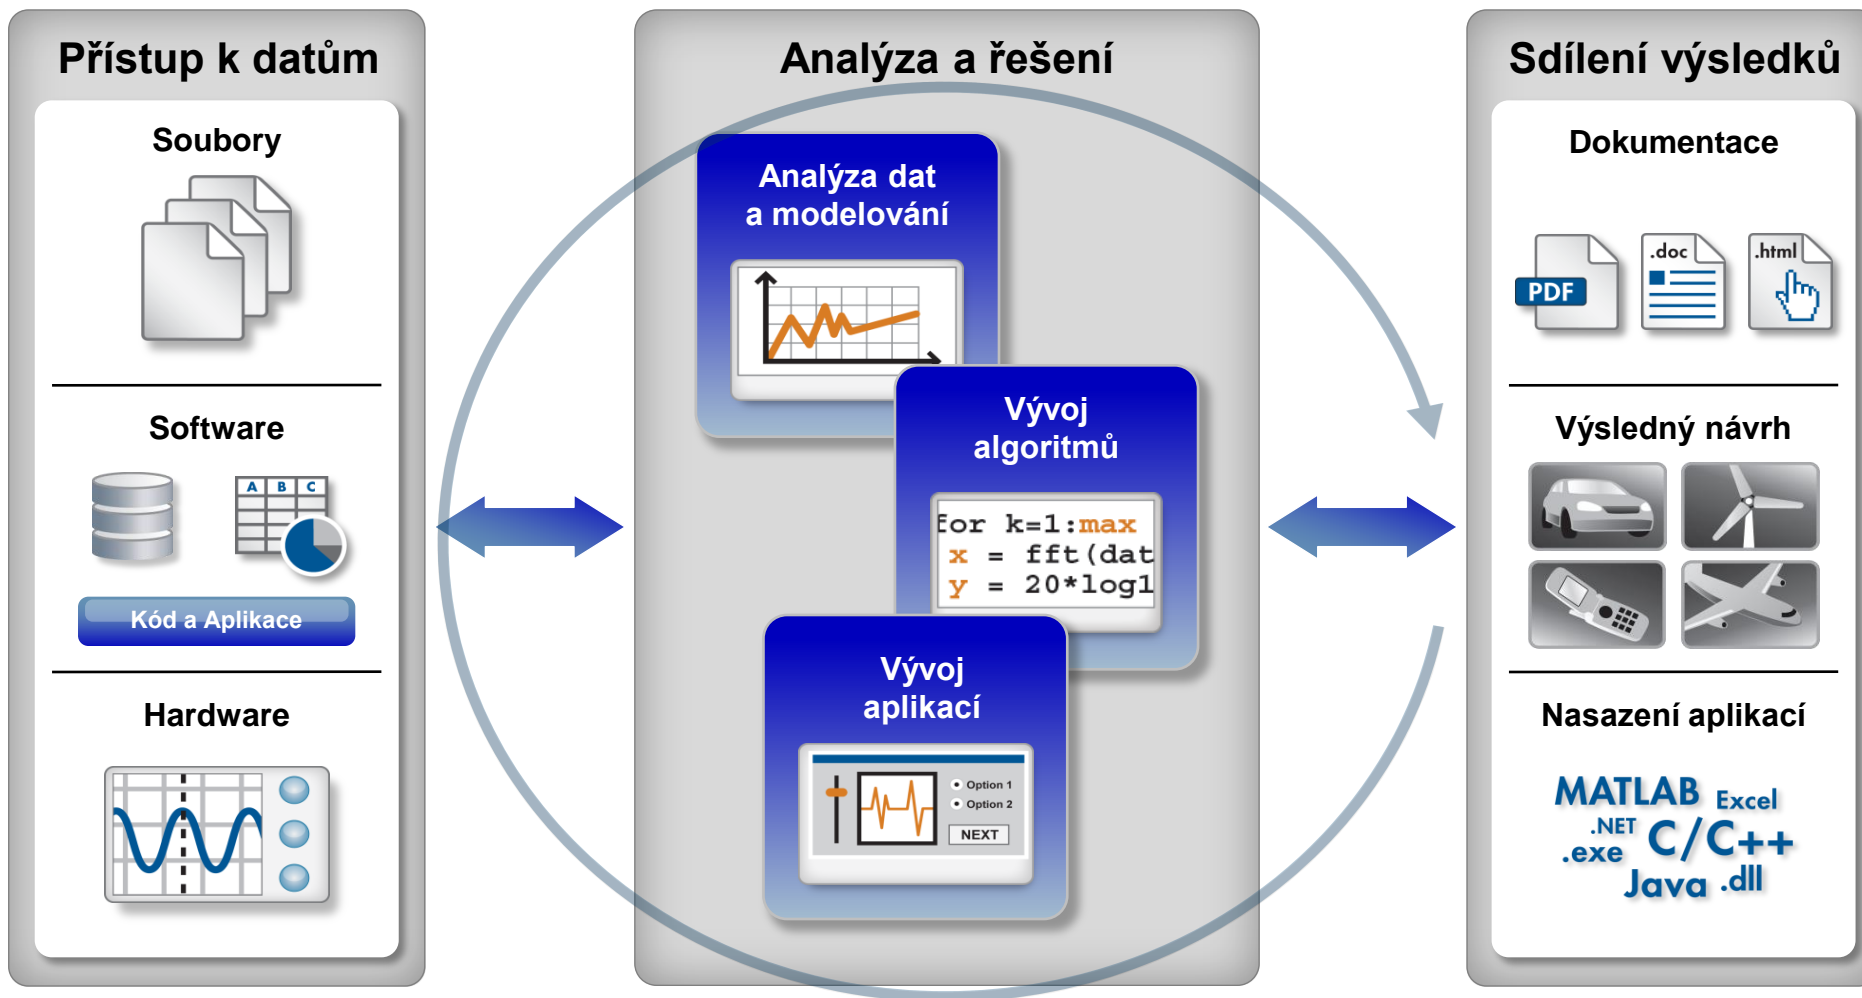 Přístup k datům
Soubory
Software
A B C
Kód a Aplikace
Hardware
Analýza a řešení
Analýza dat
a modelování
Vývoj
algoritmů
for k=1:max
x = fft(dat
y = 20*log1
Vývoj
aplikací
Option 1
Option 2
NEXT
Sdílení výsledků
Dokumentace
PDF
.doc
.html
Výsledný návrh
Nasazení aplikací
MATLAB Excel
.NET C/C++
.exe
Java .dll